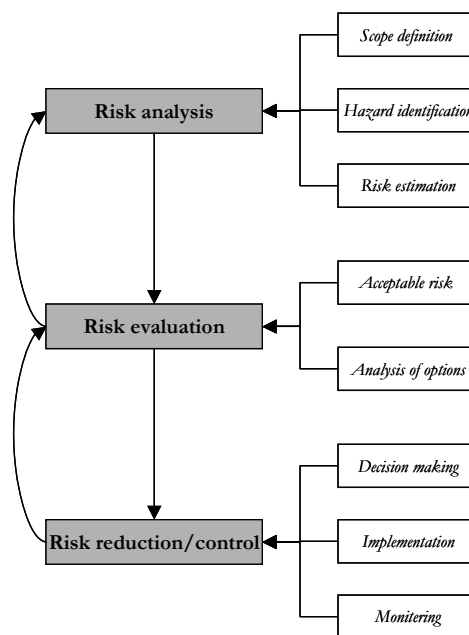 Scope definition
Risk analysis
Hazard identification
Risk estimation
Acceptable risk
Risk evaluation
Analysis of options
Decision making
Risk reduction/control
Implementation
Monitering